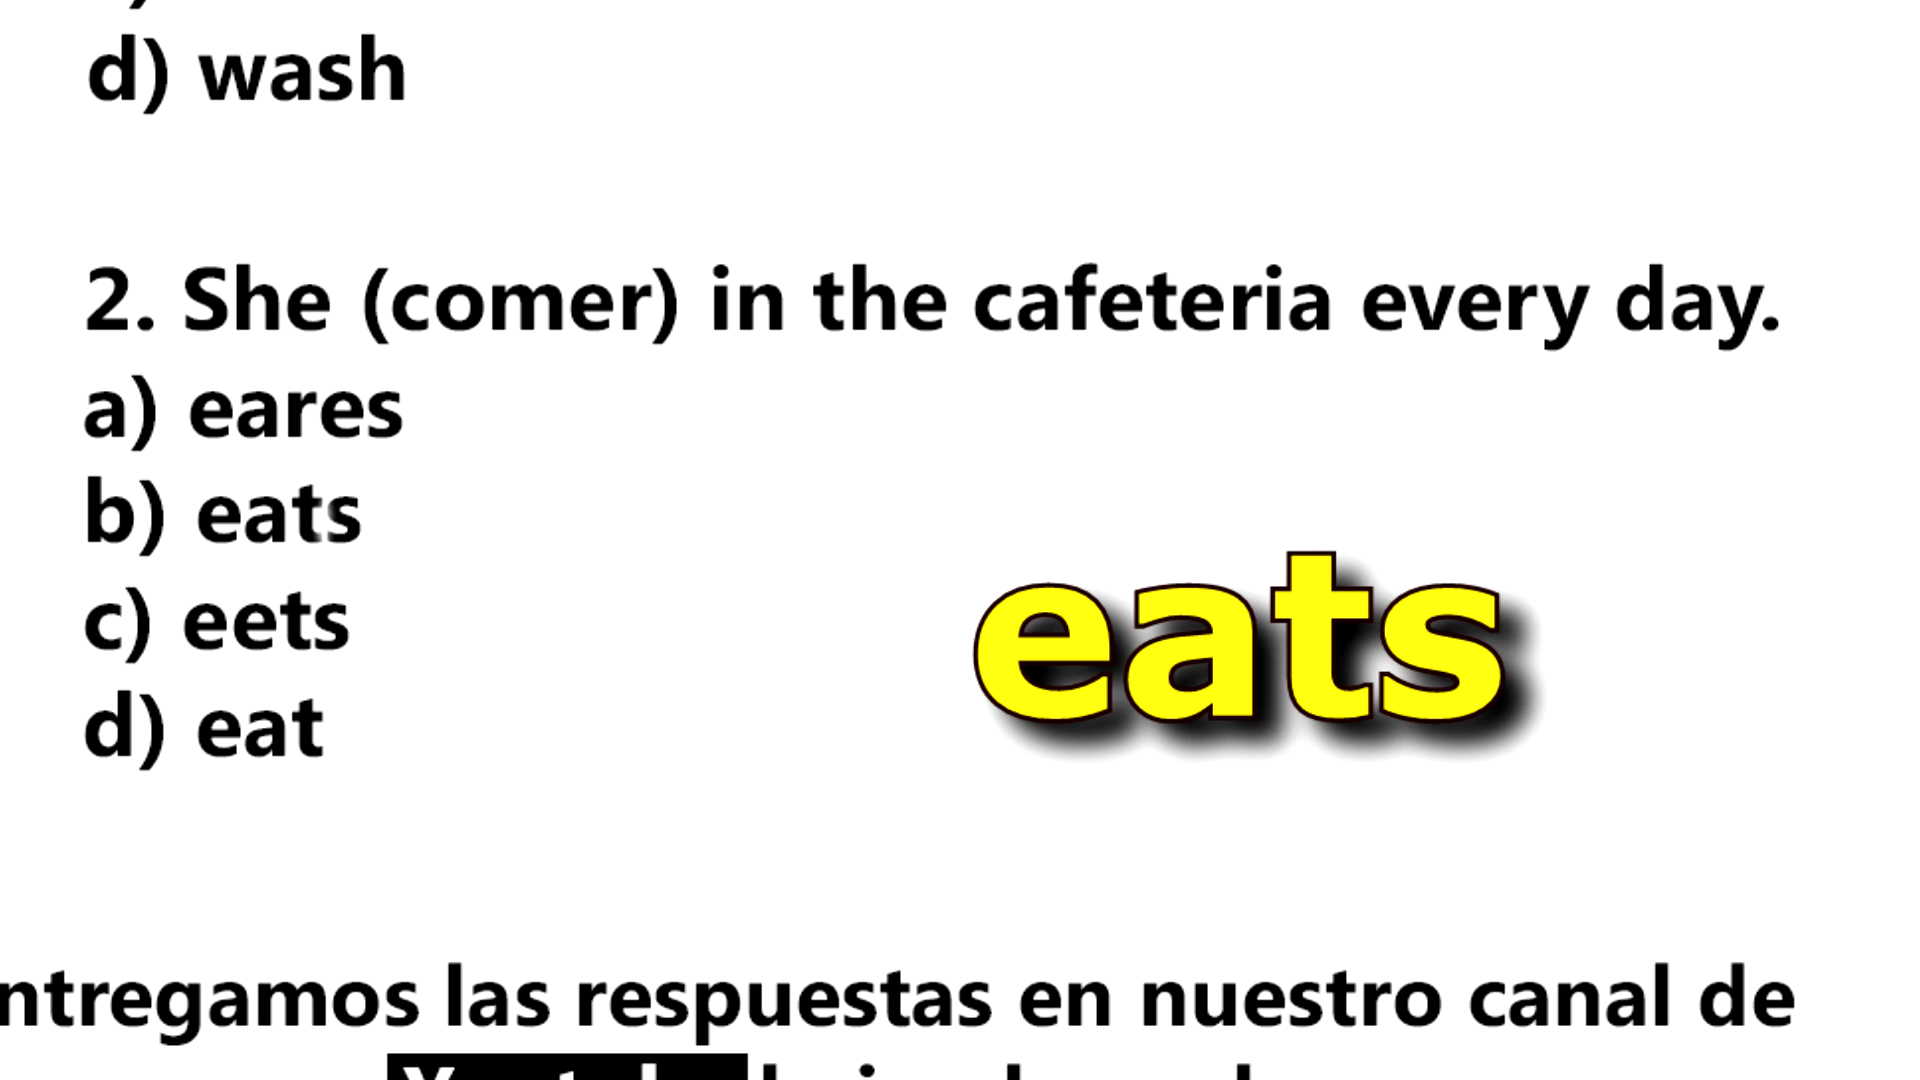 d) wash
2. She (comer) in the cafeteria every day.
a) eares
b) eats
c) eets
d) eat
eats
ntregamos las respuestas en nuestro canal de